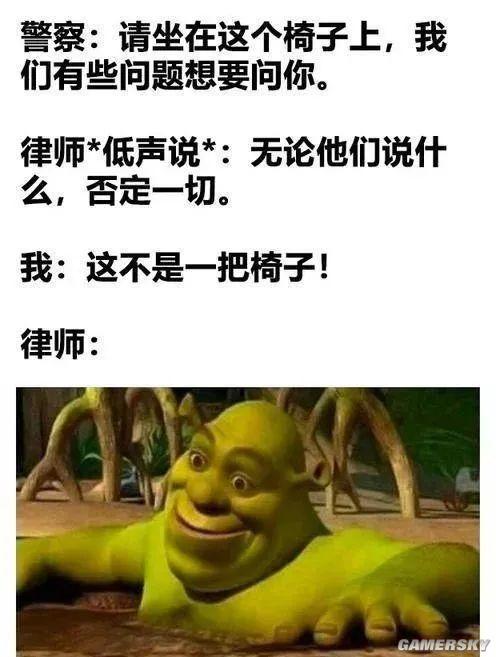 警察：请坐在这个椅子上，我
们有些问题想要问你。
律师*低声说*：无论他们说什
么，否定一切。
我：这不是一把椅子！
律师：
GAMERSKY